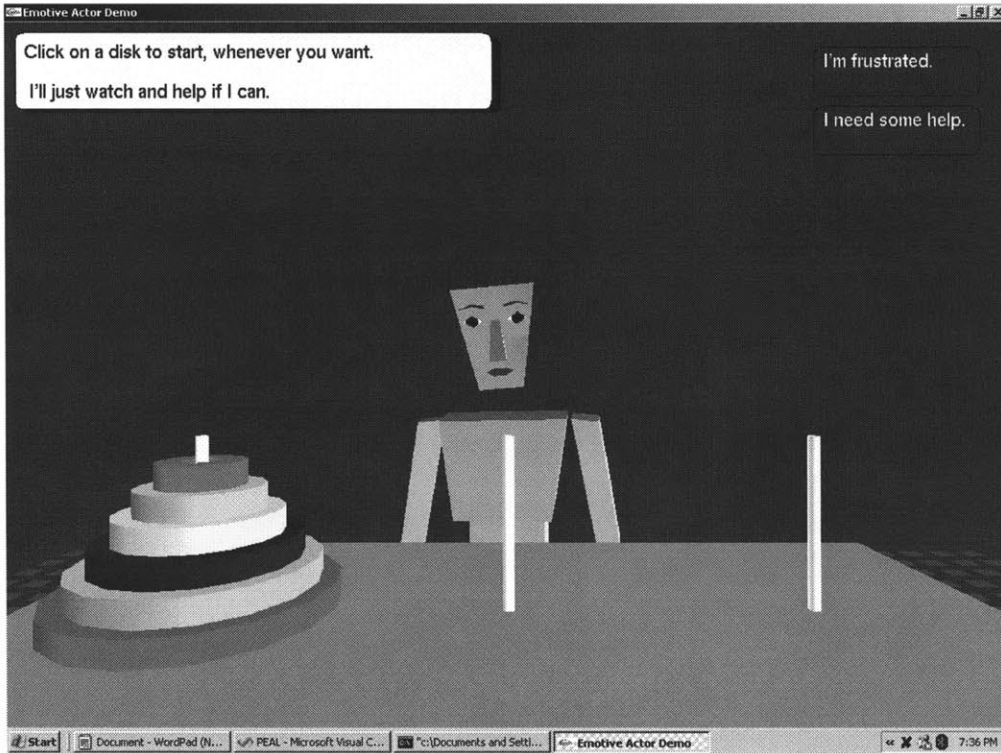 Emotive Actor Demo
Click on a disk to start, whenever you want.
I'll just watch and help if I can.
I'm frustrated.
I need some help.
Start
Document - WordPad (N...
PEAL - Microsoft Visual C...
"c:\Documents and Setti...
Emotive Actor Demo
7:36 PM